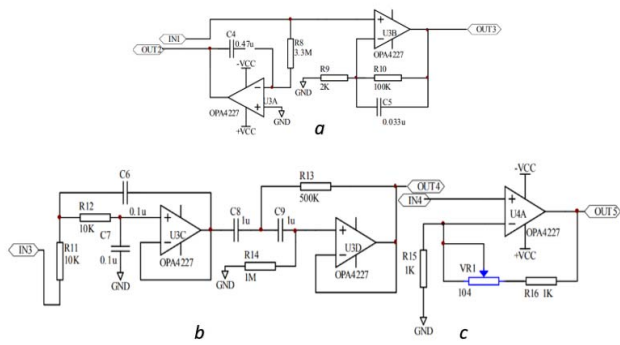 IN1
OUT2
C4
0.47u
R8
3.3M
-VCC
U3A
OPA4227
+VCC
GND
U3B
OPA4227
OUT3
R9
2K
GND
R10
100K
C5
0.033u
a
C6
R12
10K
0.1u
C7
0.1u
GND
IN3
R11
10K
U3C
OPA4227
C8
1u
C9
1u
R13
500K
R14
1M
GND
U3D
OPA4227
OUT4
IN4
-VCC
U4A
OPA4227
+VCC
OUT5
R15
1K
GND
VR1
104
R16 1K
b
c